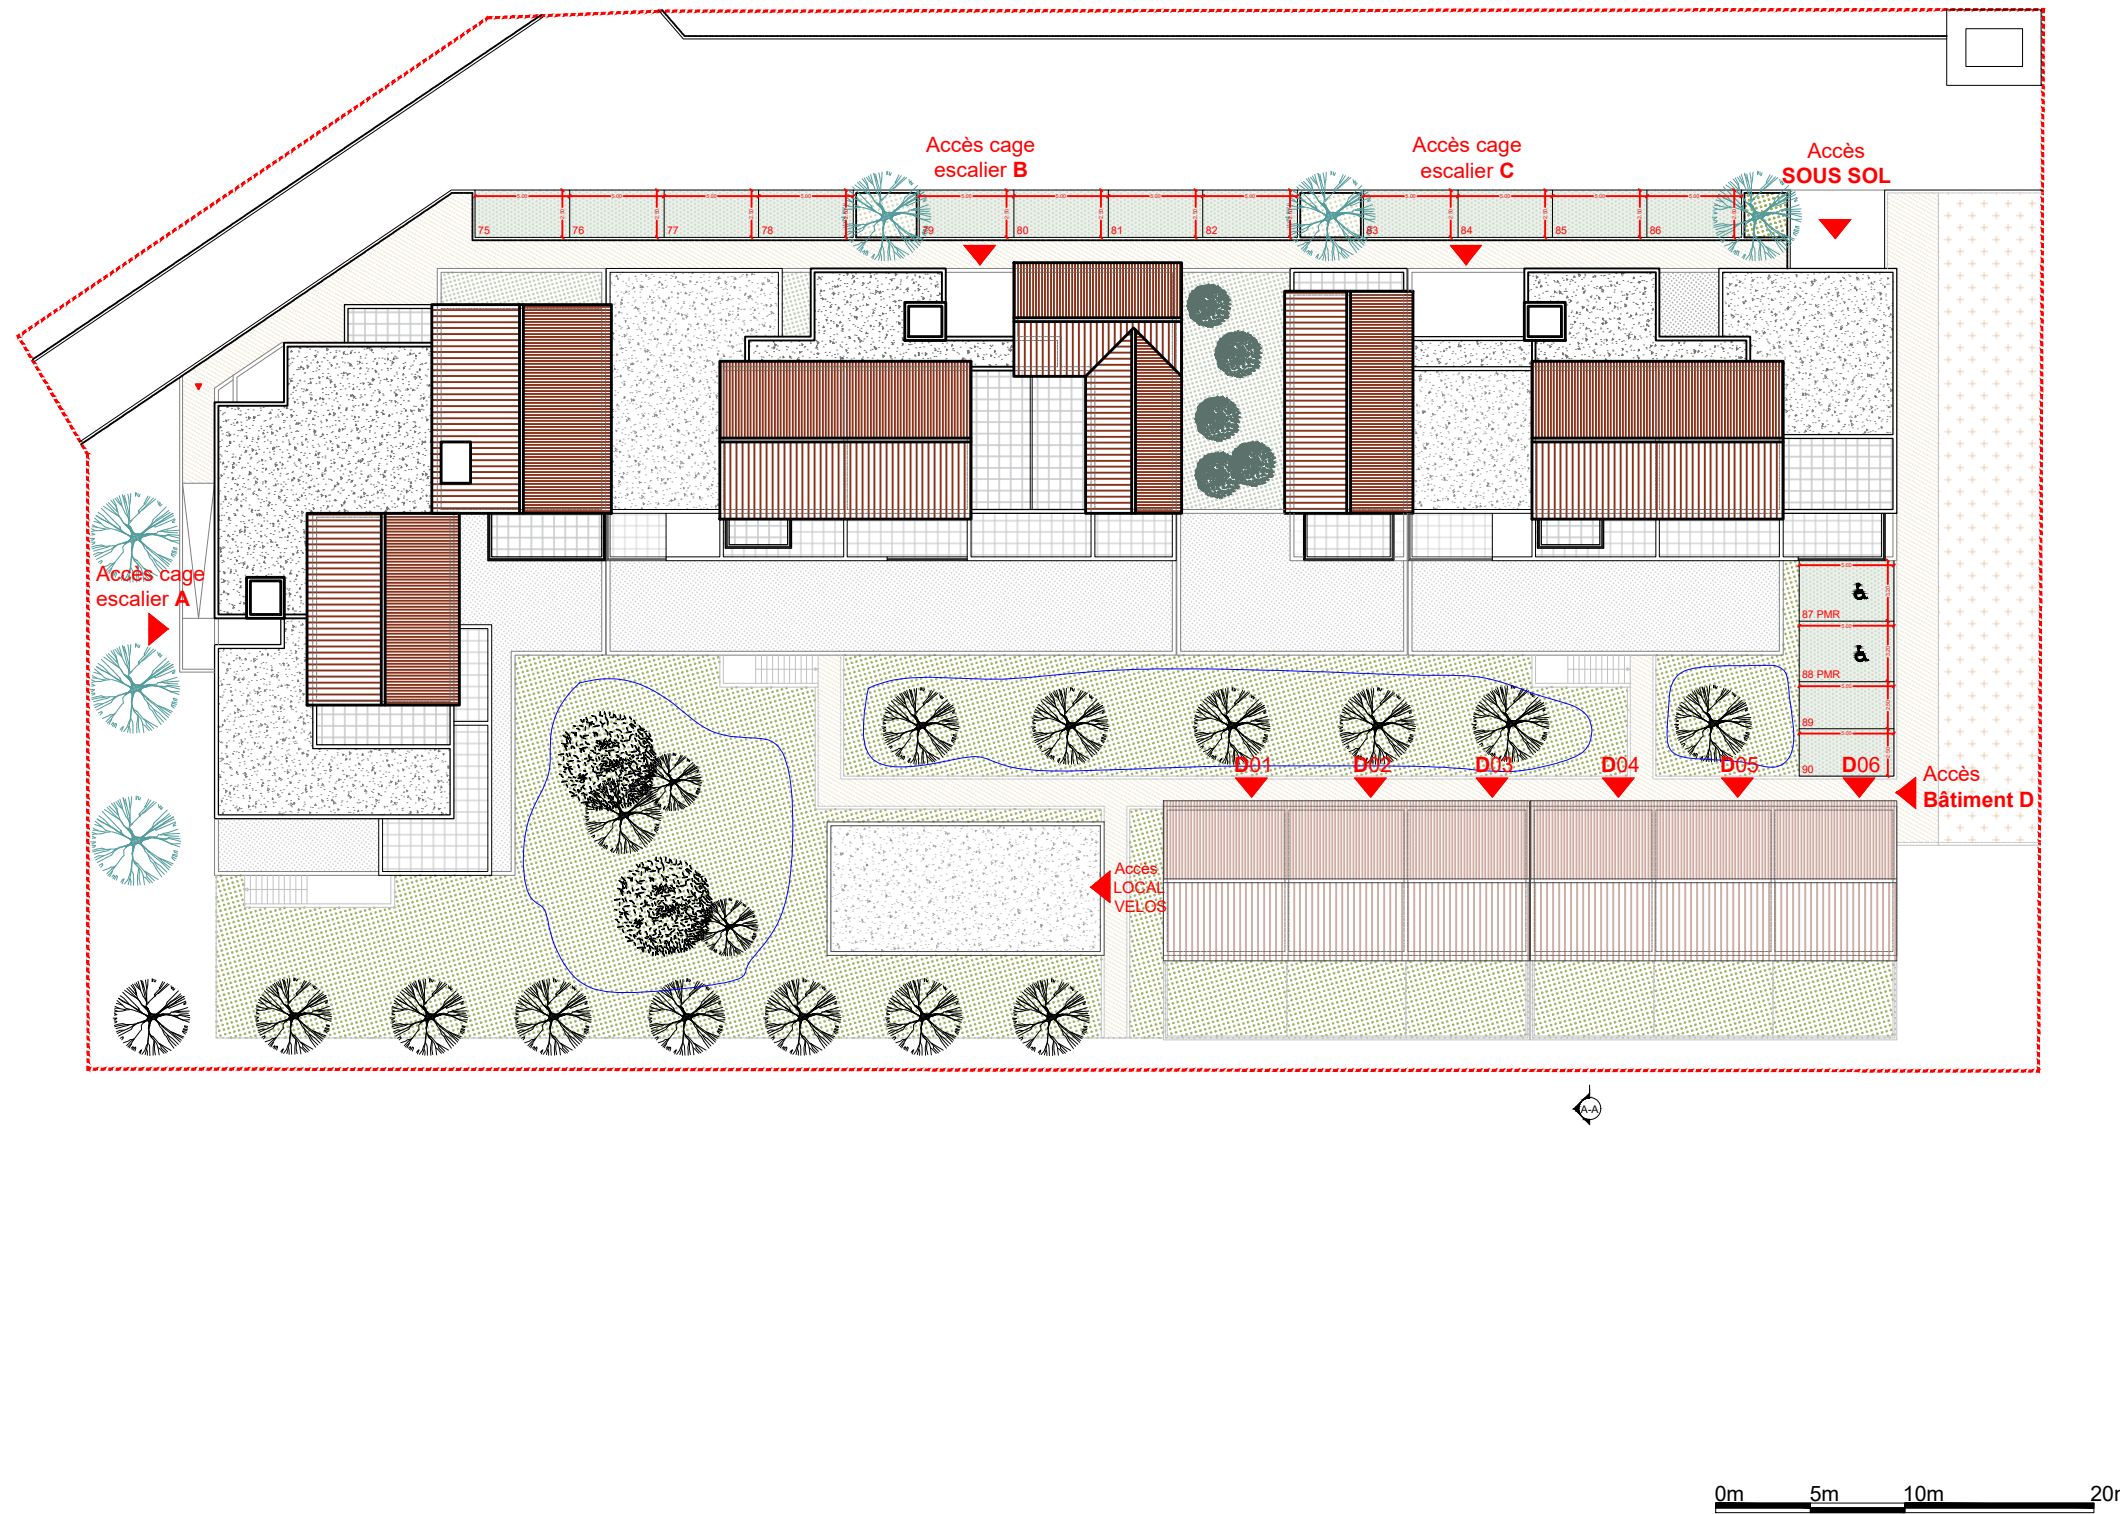 Accès cage
escalier B
Accès cage
escalier C
Accès
SOUS SOL
75
76
77
78
79
80
81
82
83
84
85
86
Accès cage
escalier A
87 PMR
88 PMR
89
90
D01
D02
D03
D04
D05
D06
Accès
Bâtiment D
Accès
LOCAL
VELOS
A-A
0m
5m
10m